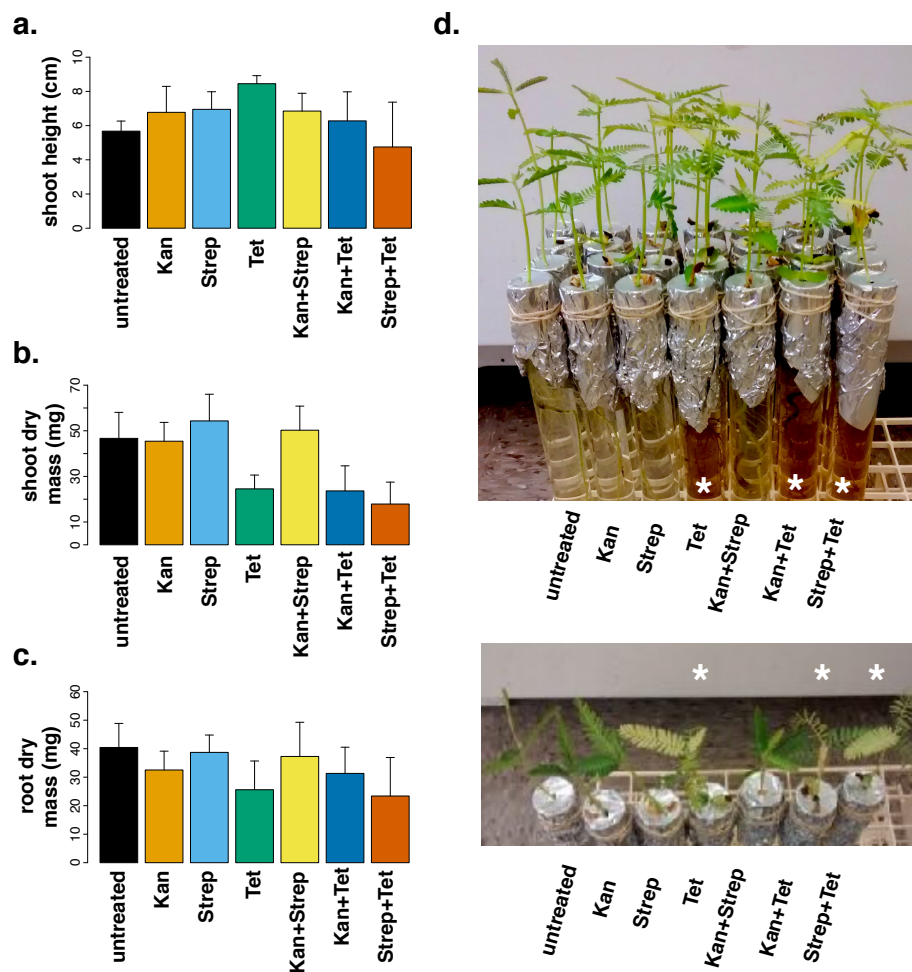 a.
shoot height (cm)
0 2 4 6 8 10
untreated
Kan
Strep
Tet
Kan+Strep
Kan+Tet
Strep+Tet
b.
shoot dry
mass (mg)
0 10 30 50 70
untreated
Kan
Strep
Tet
Kan+Strep
Kan+Tet
Strep+Tet
c.
root dry
mass (mg)
0 10 20 30 40 50 60
untreated
Kan
Strep
Tet
Kan+Strep
Kan+Tet
Strep+Tet
d.
* * *
untreated
Kan
Strep
Tet
Kan+Strep
Kan+Tet
Strep+Tet
* * *
untreated
Kan
Strep
Tet
Kan+Strep
Kan+Tet
Strep+Tet